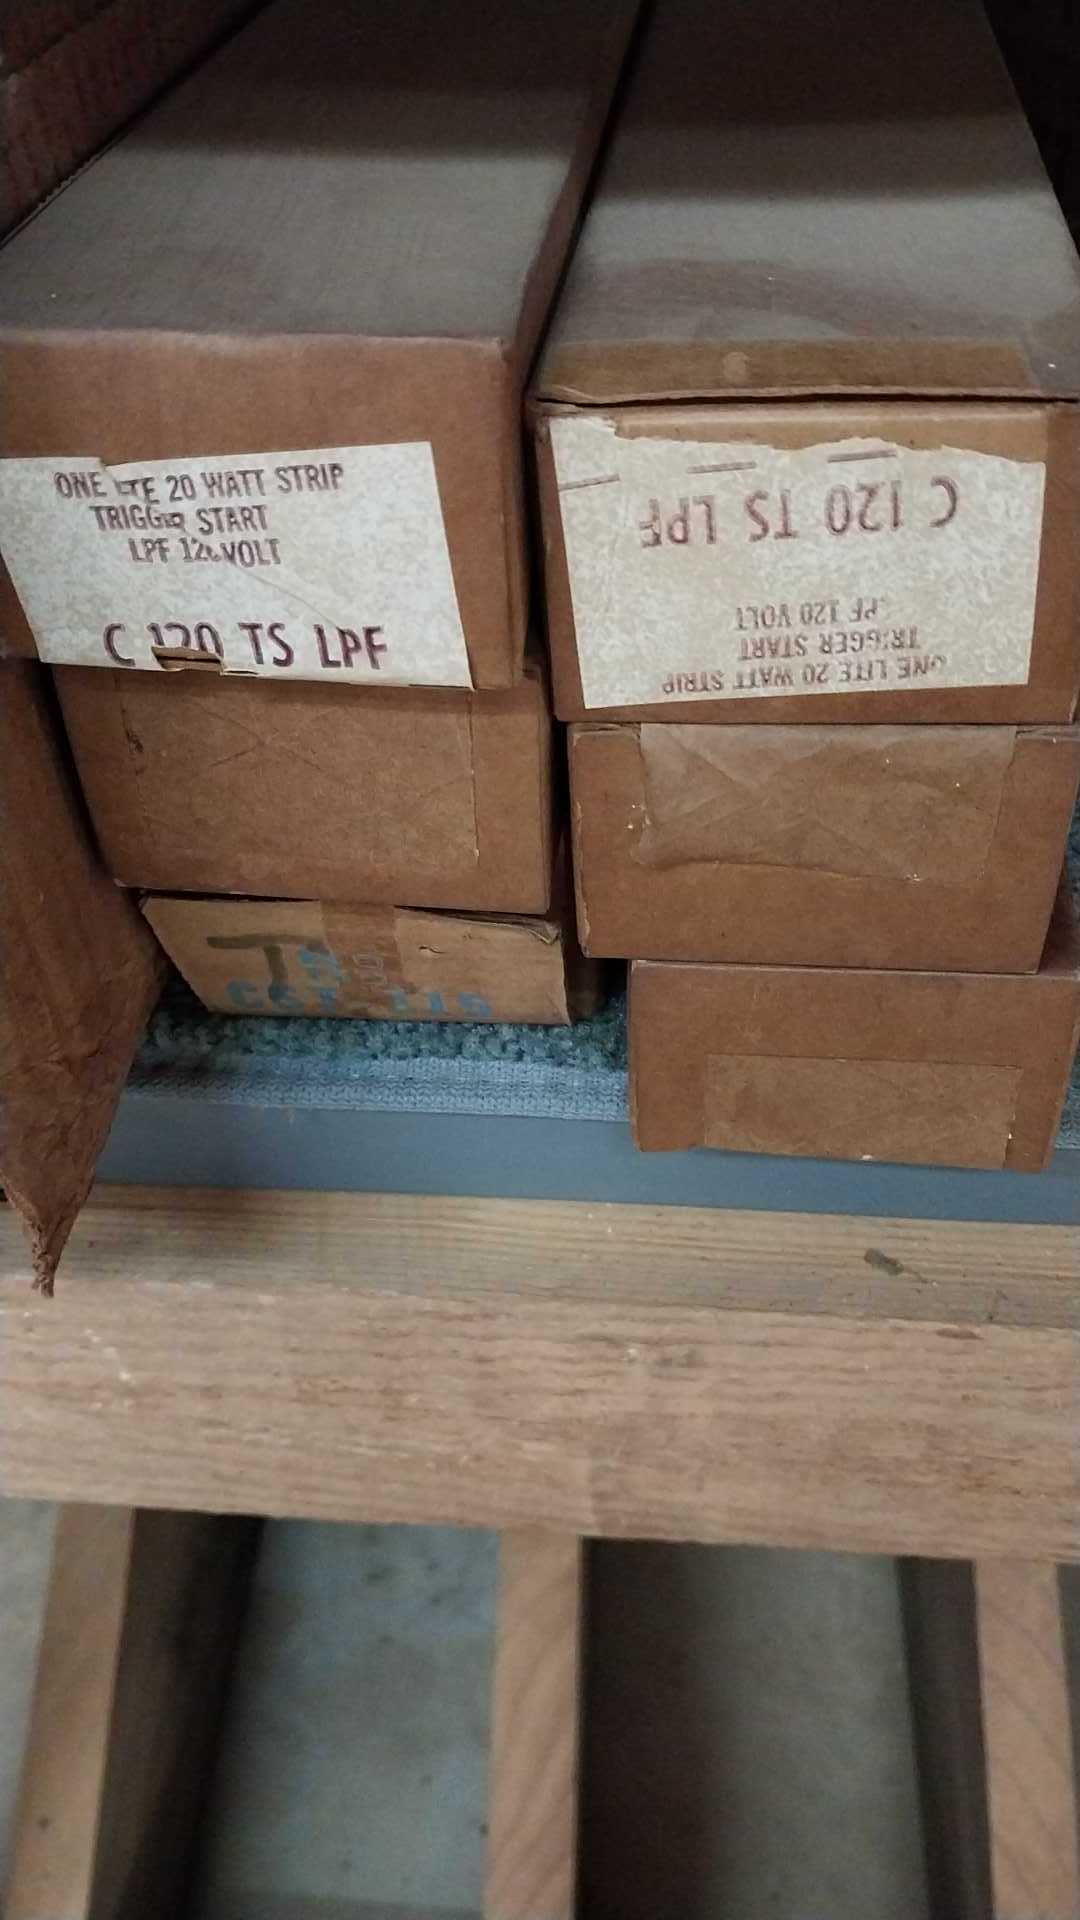 ONE LITE 20 WATT STRIP
TRIGGER START
LPF 120 VOLT
C 120 TS LPF
C 120 TS LPF
LPF 120 VOLT
TRIGGER START
ONE LITE 20 WATT STRIP